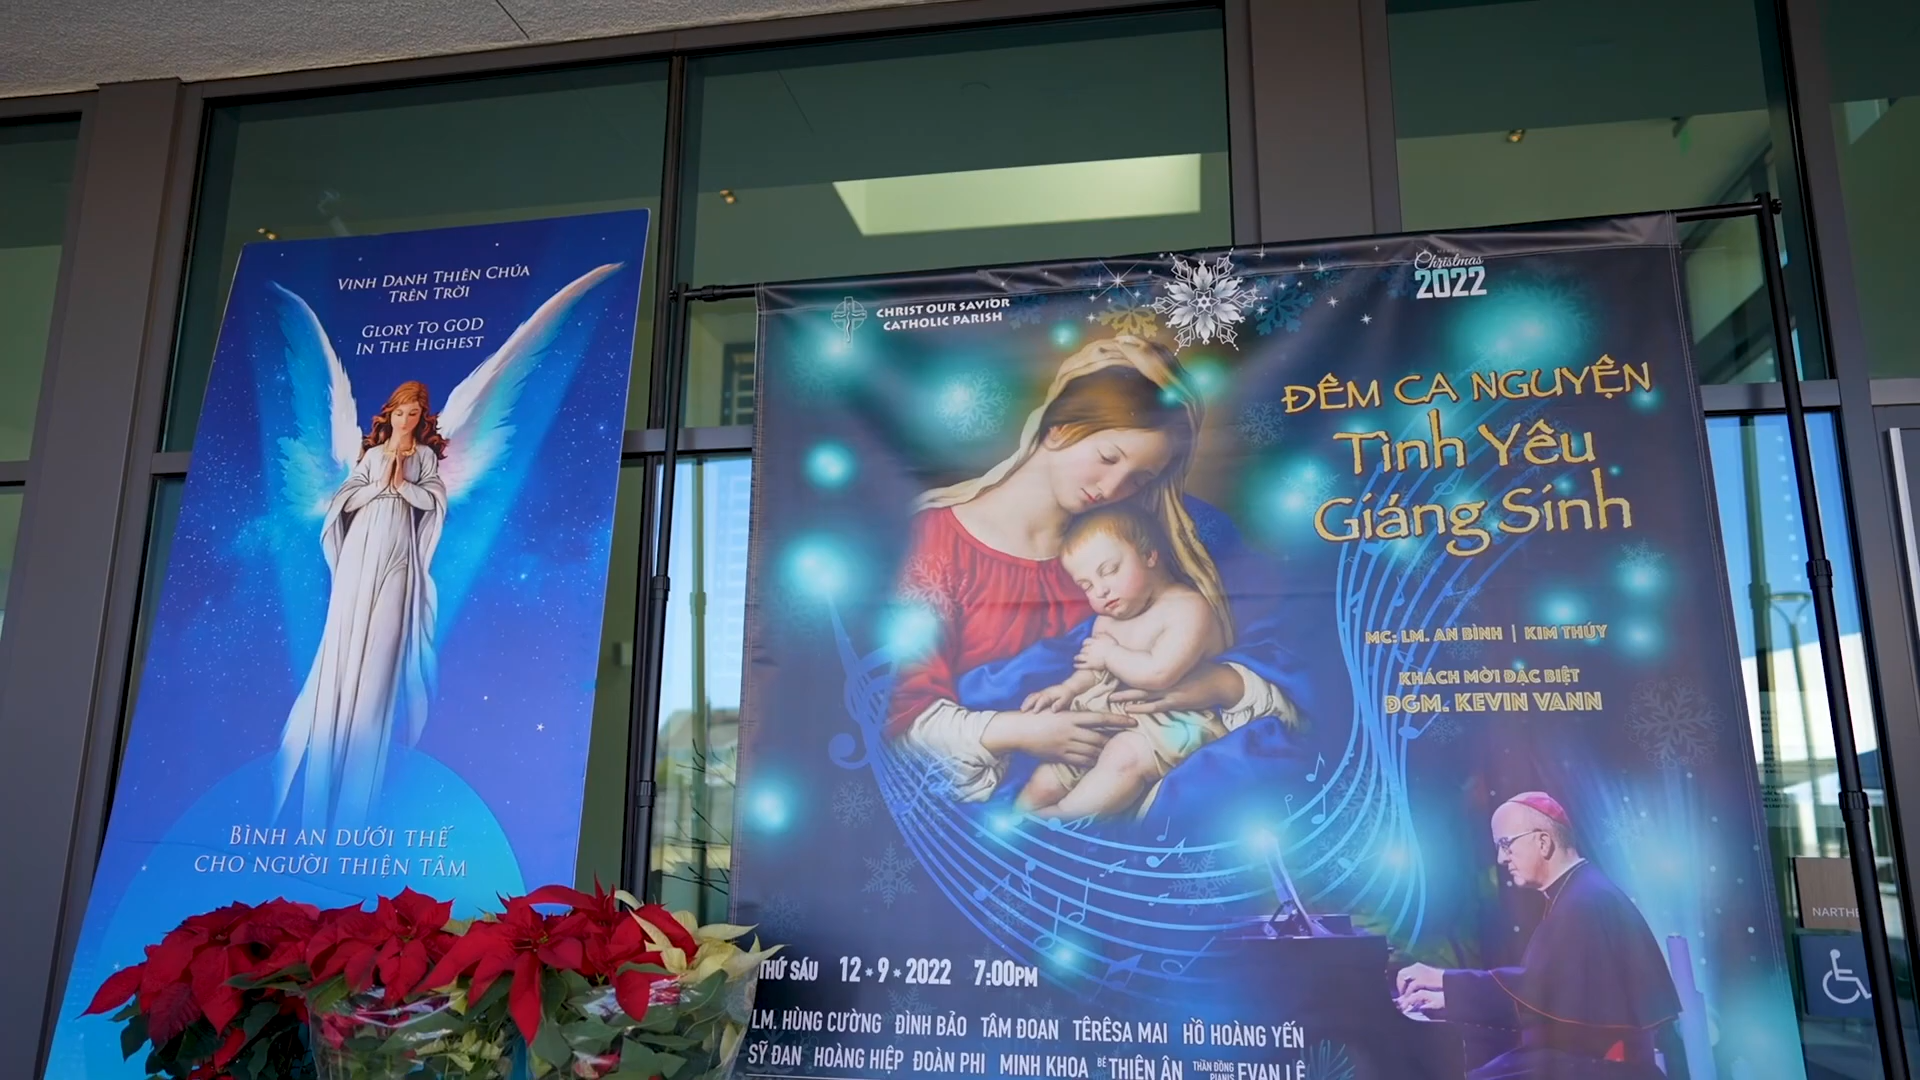 VINH DANH THIÊN CHÚA
TRÊN TRỜI
GLORY TO GOD
IN THE HIGHEST
BÌNH AN DƯỚI THẾ
CHO NGƯỜI THIỆN TÂM
CHRIST OUR SAVIOR
CATHOLIC PARISH
Christmas
2022
ĐÊM CA NGUYỆN
Tình Yêu
Giáng Sinh
MC: LM. AN BÌNH | KIM THÚY
KHÁCH MỜI ĐẶC BIỆT
ĐGM. KEVIN VANN
THỨ SÁU 12*9*2022 7:00PM
LM. HÙNG CƯỜNG ĐÌNH BẢO TÂM ĐOAN TÊRÊSA MAI HỒ HOÀNG YẾN
SỸ ĐAN HOÀNG HIỆP ĐOÀN PHI MINH KHOA BÉ THIÊN ÂN THẦN ĐỒNG PIANIS EVAN LÊ
NARTHE